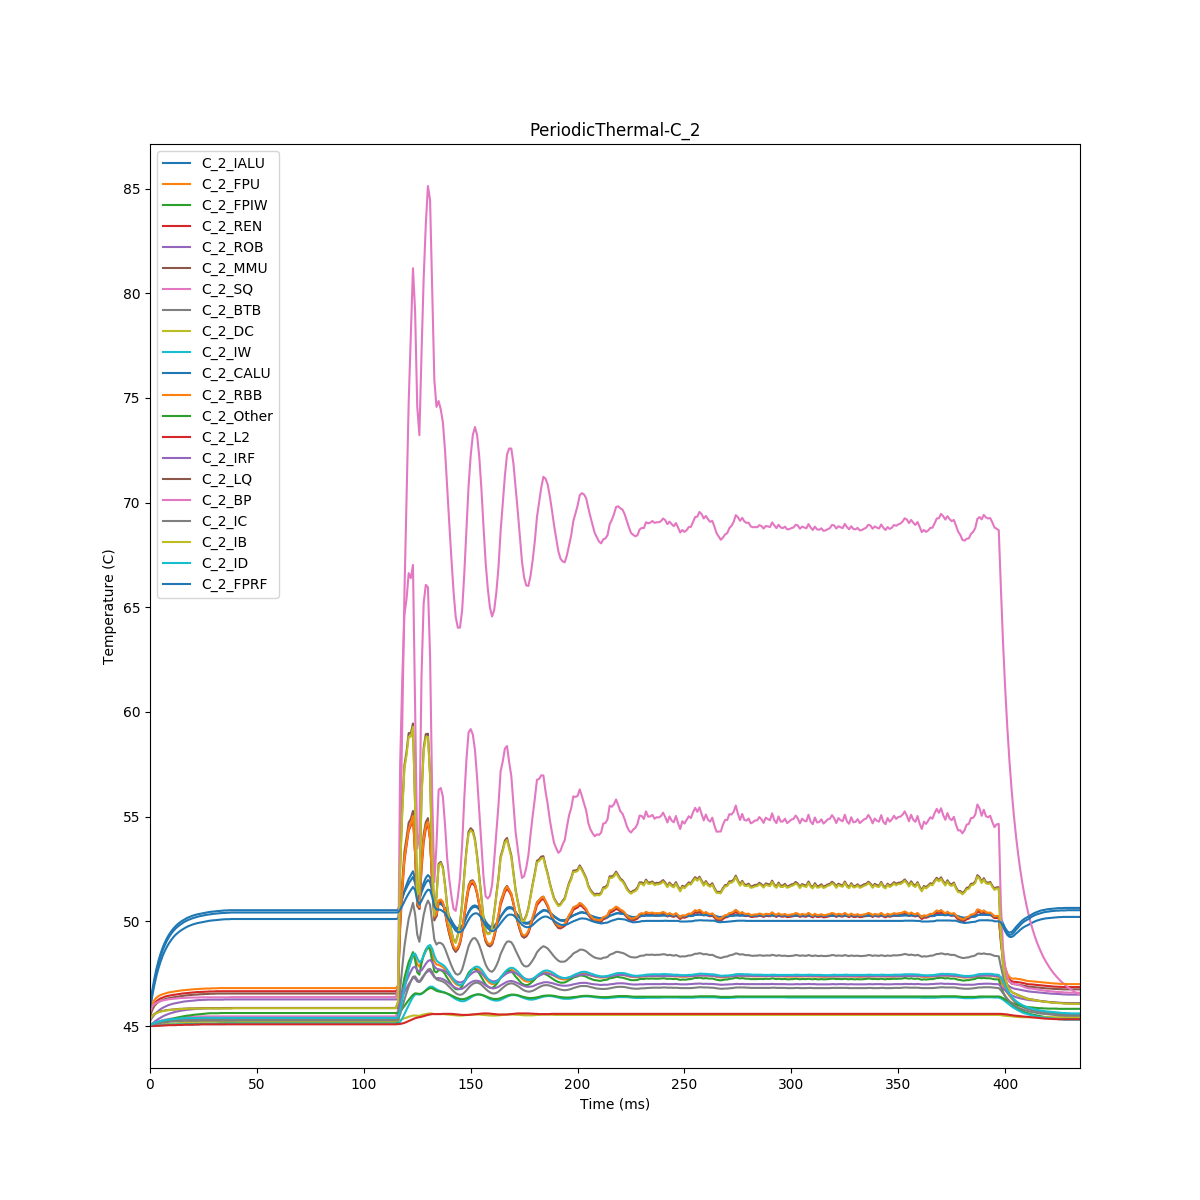 PeriodicThermal-C_2
C_2_IALU
C_2_FPU
C_2_FPIW
C_2_REN
C_2_ROB
C_2_MMU
C_2_SQ
C_2_BTB
C_2_DC
C_2_IW
C_2_CALU
C_2_RBB
C_2_Other
C_2_L2
C_2_IRF
C_2_LQ
C_2_BP
C_2_IC
C_2_IB
C_2_ID
C_2_FPRF
Temperature (C)
85
80
75
70
65
60
55
50
45
0 50 100 150 200 250 300 350 400
Time (ms)